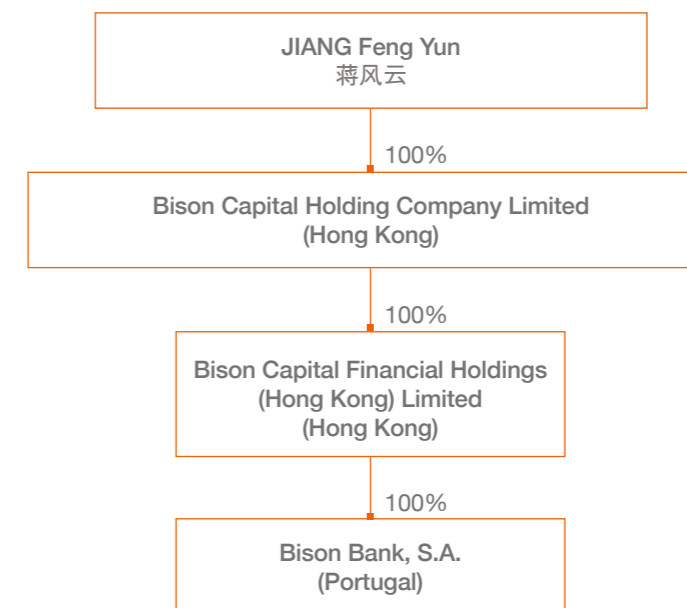 JIANG Feng Yun
蒋风云
100%
Bison Capital Holding Company Limited
(Hong Kong)
100%
Bison Capital Financial Holdings
(Hong Kong) Limited
(Hong Kong)
100%
Bison Bank, S.A.
(Portugal)